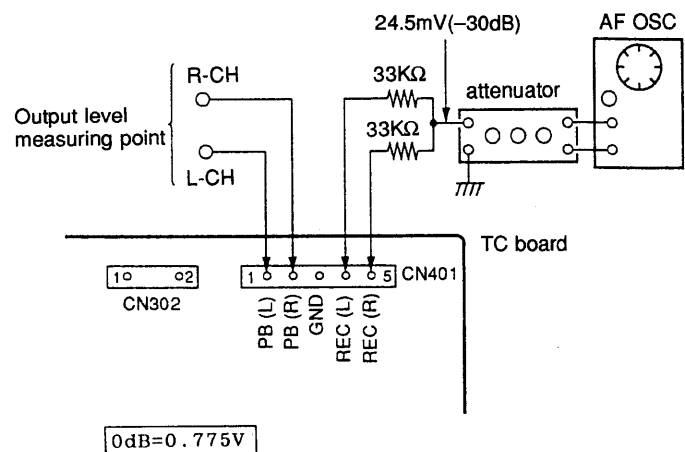 24.5mV(–30dB)
AF OSC
R-CH
33KΩ
attenuator
Output level
measuring point
33KΩ
L-CH
TC board
1 2
CN302
1 5
CN401
PB (L)
PB (R)
GND
REC (L)
REC (R)
0dB=0.775V